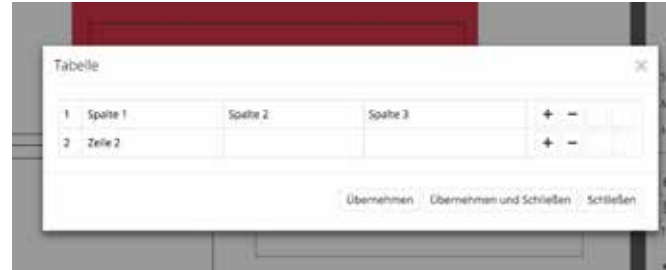 Tabelle ×
1 Spalte 1 Spalte 2 Spalte 3 + −
2 Zeile 2 + −
Übernehmen Übernehmen und Schließen Schließen